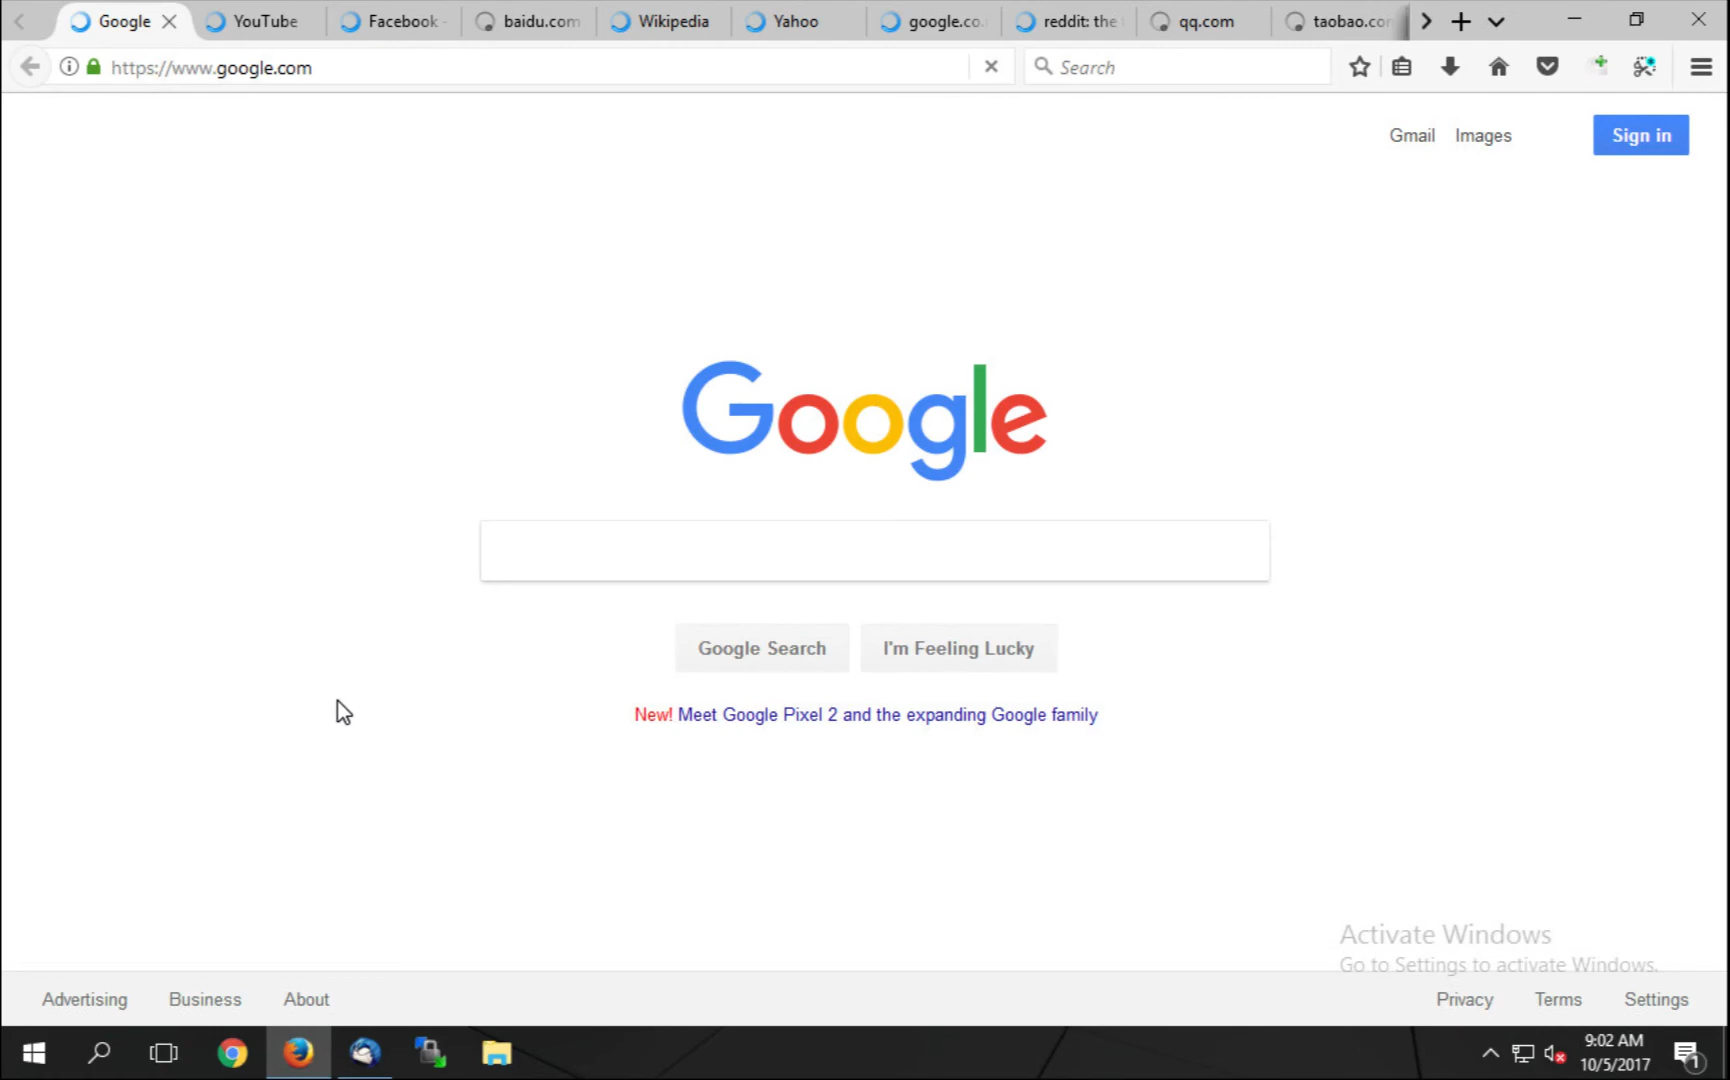 Google YouTube Facebook - baidu.com Wikipedia Yahoo google.co. reddit: the qq.com taobao.com
https://www.google.com Search
Gmail Images Sign in
Google
Google Search I'm Feeling Lucky
New! Meet Google Pixel 2 and the expanding Google family
Activate Windows
Go to Settings to activate Windows.
Advertising Business About Privacy Terms Settings
9:02 AM
10/5/2017
1